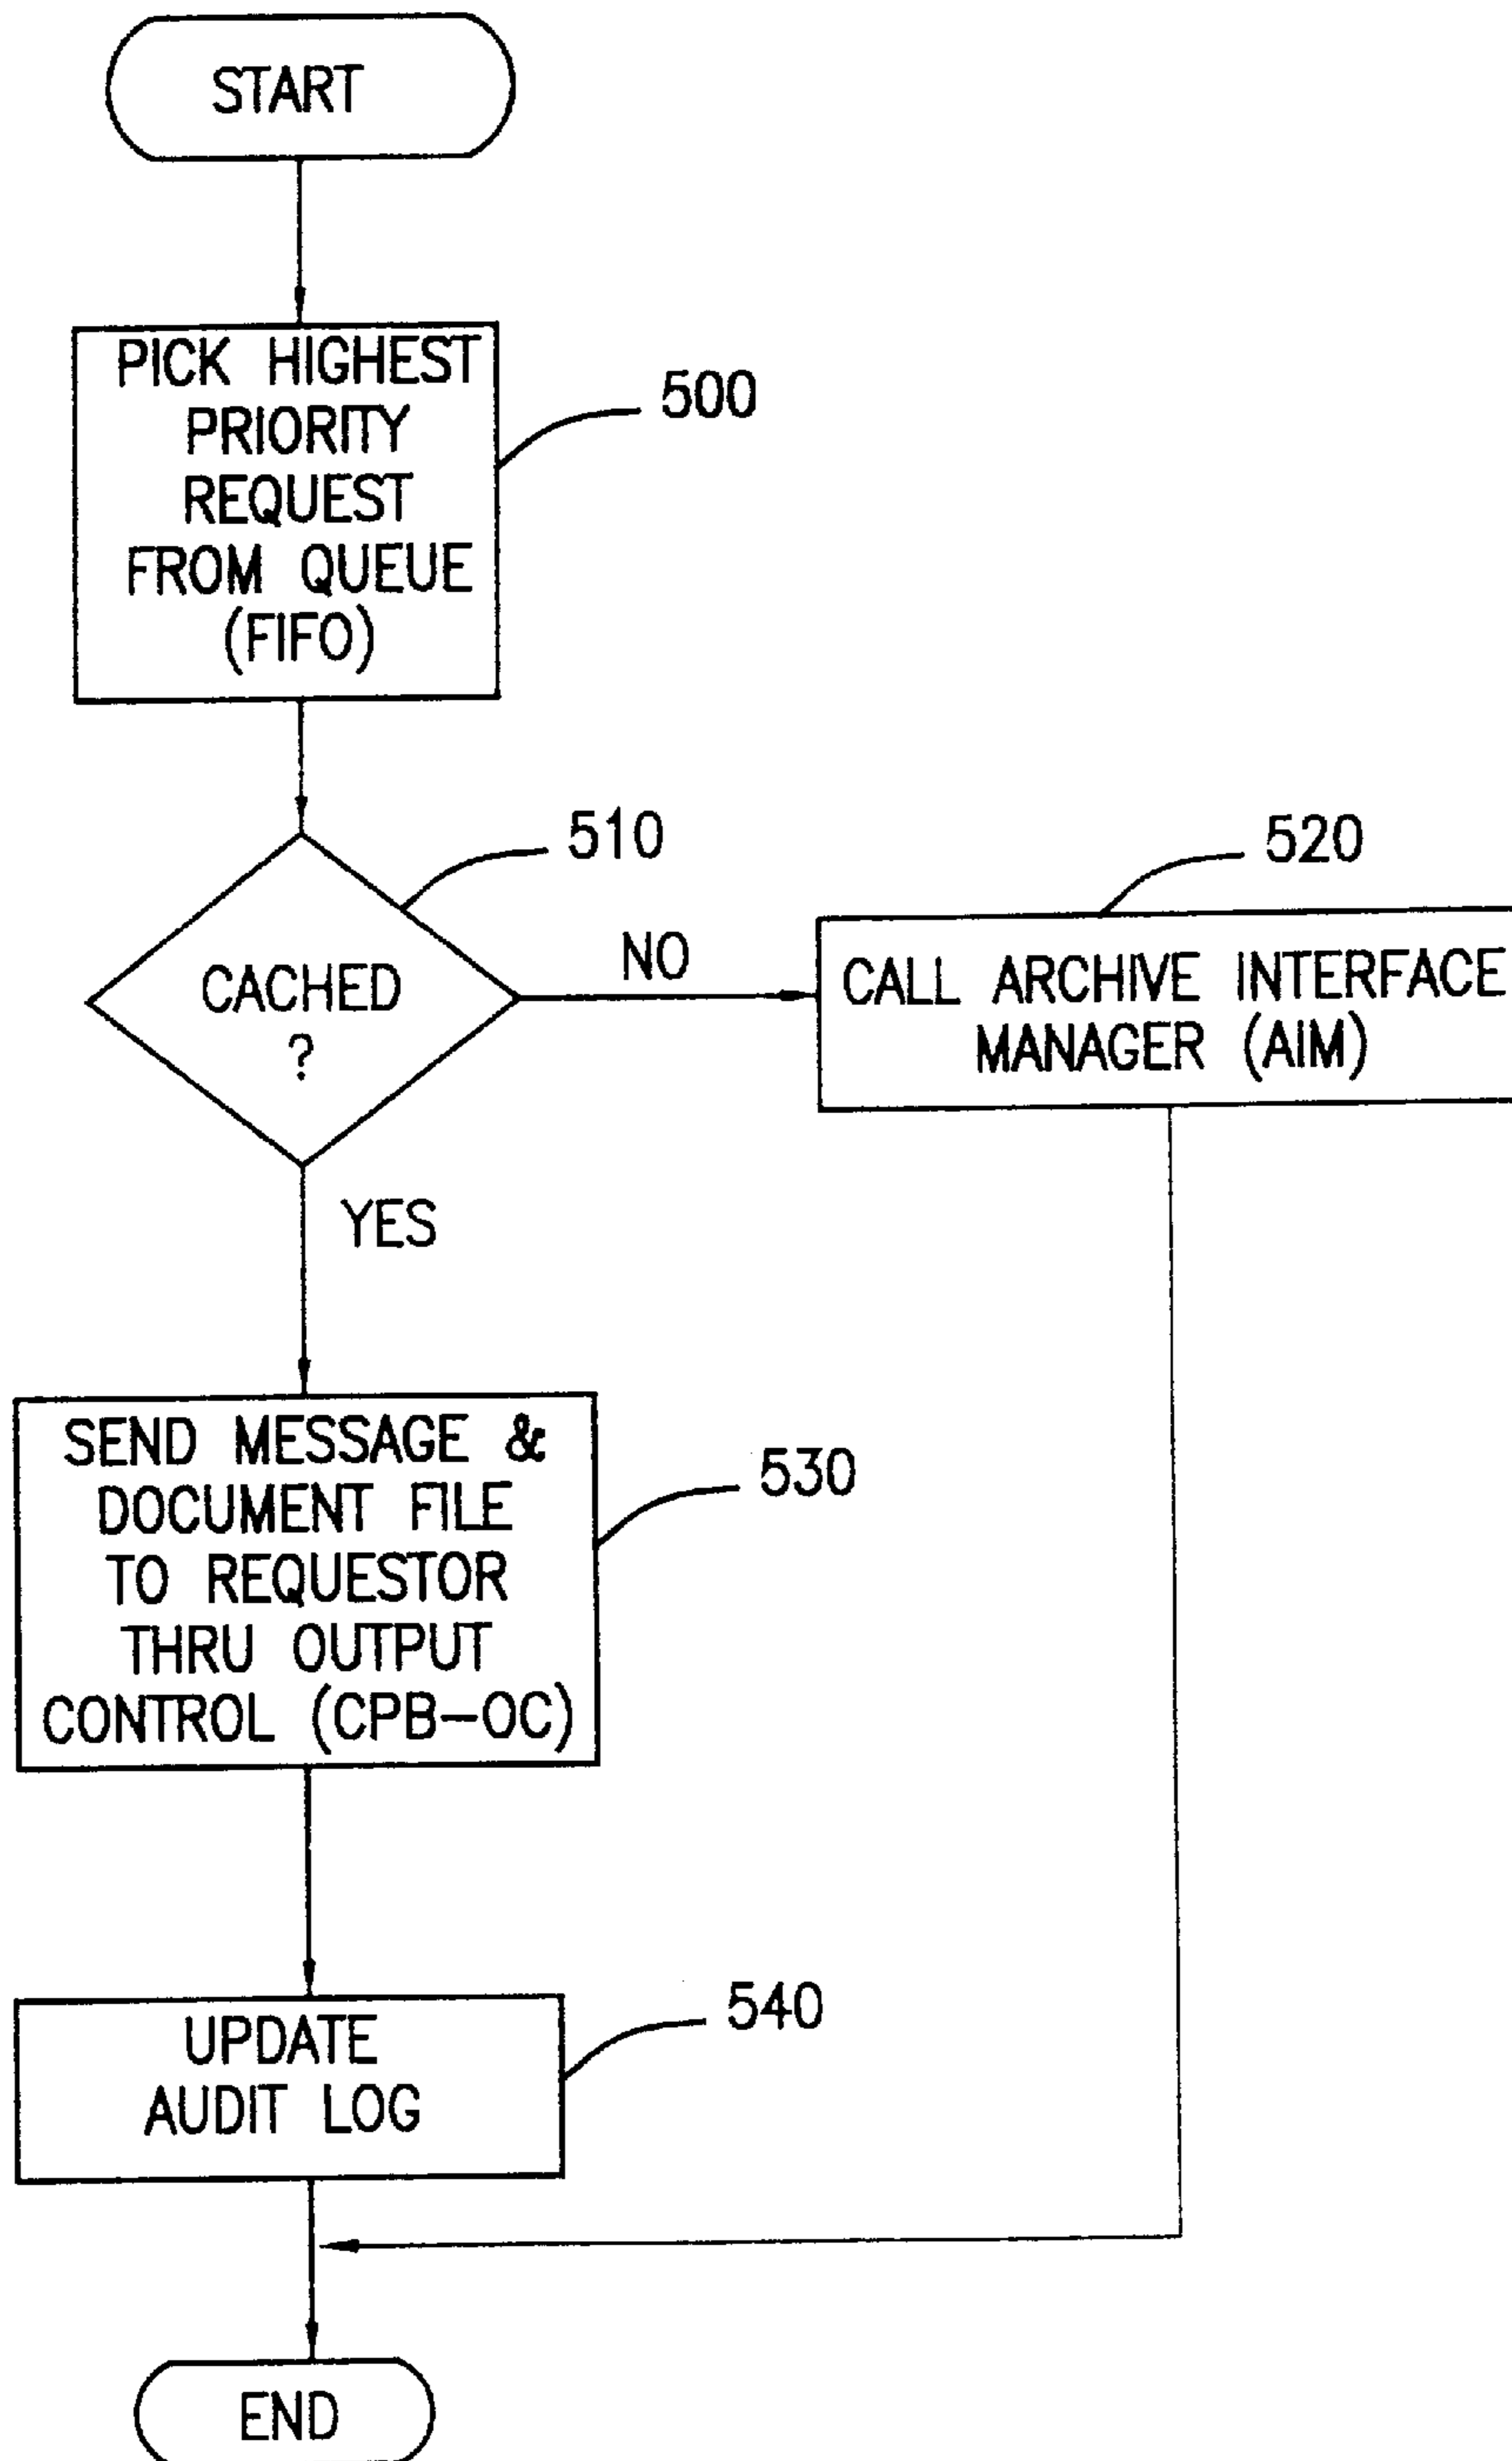 START
PICK HIGHEST
PRIORITY
REQUEST
FROM QUEUE
(FIFO)
500
510
CACHED
?
NO
520
CALL ARCHIVE INTERFACE
MANAGER (AIM)
YES
SEND MESSAGE &
DOCUMENT FILE
TO REQUESTOR
THRU OUTPUT
CONTROL (CPB-OC)
530
UPDATE
AUDIT LOG
540
END